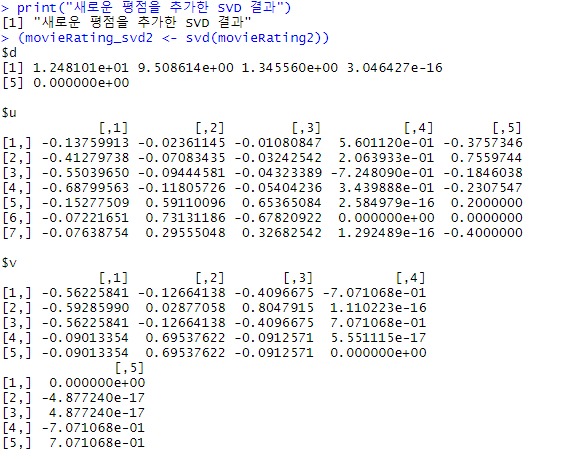 > print("새로운 평점을 추가한 SVD 결과")
[1] "새로운 평점을 추가한 SVD 결과"
> (movieRating_svd2 <- svd(movieRating2))
$d
[1] 1.248101e+01 9.508614e+00 1.345560e+00 3.046427e-16
[5] 0.000000e+00
$u
[,1] [,2] [,3] [,4] [,5]
[1,] -0.13759913 -0.02361145 -0.01080847 5.601120e-01 -0.3757346
[2,] -0.41279738 -0.07083435 -0.03242542 2.063933e-01 0.7559744
[3,] -0.55039650 -0.09444581 -0.04323389 -7.248090e-01 -0.1846038
[4,] -0.68799563 -0.11805726 -0.05404236 3.439888e-01 -0.2307547
[5,] -0.15277509 0.59110096 0.65365084 2.584979e-16 0.2000000
[6,] -0.07221651 0.73131186 -0.67820922 0.000000e+00 0.0000000
[7,] -0.07638754 0.29555048 0.32682542 1.292489e-16 -0.4000000
$v
[,1] [,2] [,3] [,4]
[1,] -0.56225841 -0.12664138 -0.4096675 -7.071068e-01
[2,] -0.59285990 0.02877058 0.8047915 1.110223e-16
[3,] -0.56225841 -0.12664138 -0.4096675 7.071068e-01
[4,] -0.09013354 0.69537622 -0.0912571 5.551115e-17
[5,] -0.09013354 0.69537622 -0.0912571 0.000000e+00
[,5]
[1,] 0.000000e+00
[2,] -4.877240e-17
[3,] 4.877240e-17
[4,] -7.071068e-01
[5,] 7.071068e-01